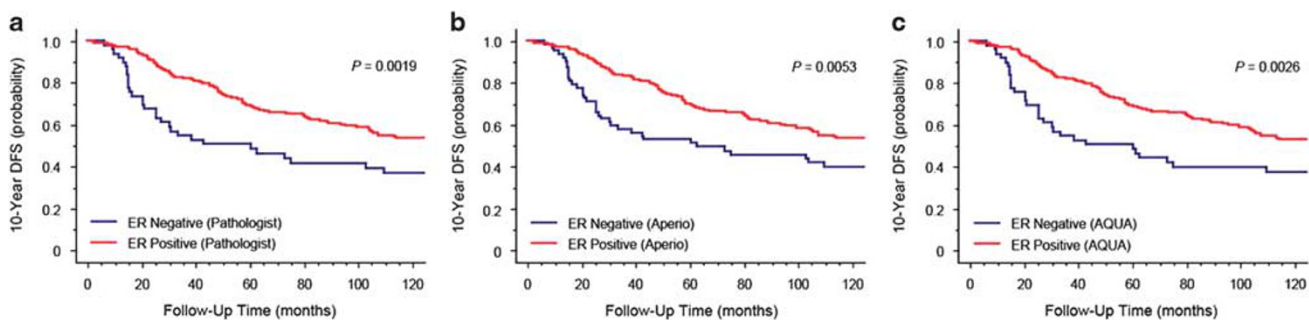 a
10-Year DFS (probability)
1.0
0.8
0.6
0.4
0.2
0
P = 0.0019
ER Negative (Pathologist)
ER Positive (Pathologist)
0 20 40 60 80 100 120
Follow-Up Time (months)
b
10-Year DFS (probability)
1.0
0.8
0.6
0.4
0.2
0
P = 0.0053
ER Negative (Aperio)
ER Positive (Aperio)
0 20 40 60 80 100 120
Follow-Up Time (months)
c
10-Year DFS (probability)
1.0
0.8
0.6
0.4
0.2
0
P = 0.0026
ER Negative (AQUA)
ER Positive (AQUA)
0 20 40 60 80 100 120
Follow-Up Time (months)